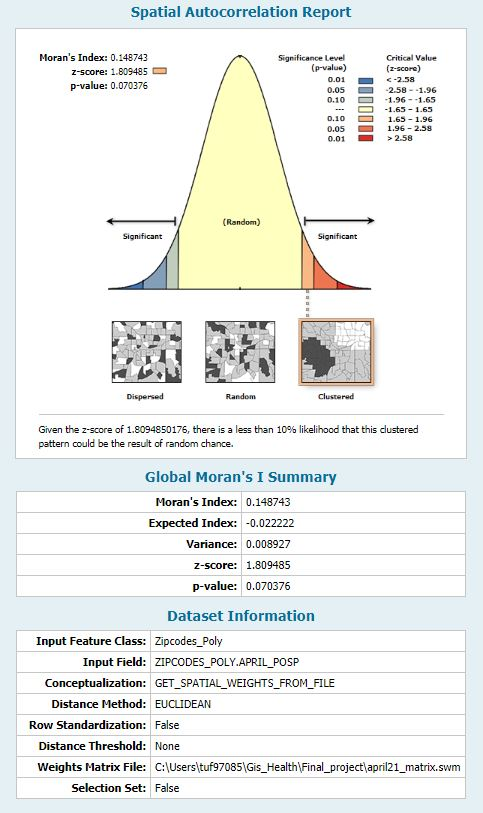 Spatial Autocorrelation Report
Moran's Index: 0.148743
z-score: 1.809485
p-value: 0.070376
Significance Level (p-value) Critical Value (z-score)
0.01 < -2.58
0.05 -2.58 - -1.96
0.10 -1.96 - -1.65
--- -1.65 - 1.65
0.10 1.65 - 1.96
0.05 1.96 - 2.58
0.01 > 2.58
Significant (Random) Significant
Dispersed Random Clustered
Given the z-score of 1.8094850176, there is a less than 10% likelihood that this clustered
pattern could be the result of random chance.
Global Moran's I Summary
Moran's Index: 0.148743
Expected Index: -0.022222
Variance: 0.008927
z-score: 1.809485
p-value: 0.070376
Dataset Information
Input Feature Class: Zipcodes_Poly
Input Field: ZIPCODES_POLY.APRIL_POSP
Conceptualization: GET_SPATIAL_WEIGHTS_FROM_FILE
Distance Method: EUCLIDEAN
Row Standardization: False
Distance Threshold: None
Weights Matrix File: C:\Users\tuf97085\Gis_Health\Final_project\april21_matrix.swm
Selection Set: False